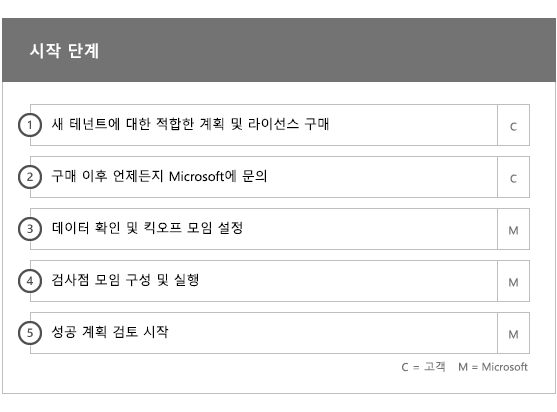 시작 단계
1 새 테넌트에 대한 적합한 계획 및 라이선스 구매 C
2 구매 이후 언제든지 Microsoft에 문의 C
3 데이터 확인 및 킥오프 모임 설정 M
4 검사점 모임 구성 및 실행 M
5 성공 계획 검토 시작 M
C = 고객 M = Microsoft